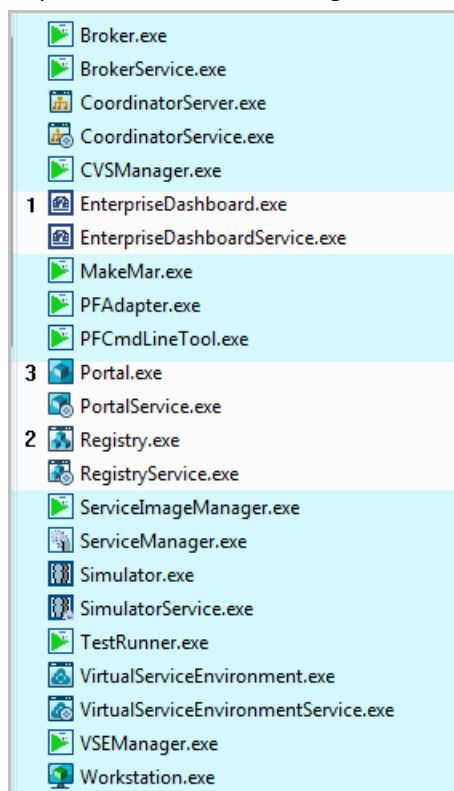 Broker.exe
BrokerService.exe
CoordinatorServer.exe
CoordinatorService.exe
CVSManager.exe
1 EnterpriseDashboard.exe
EnterpriseDashboardService.exe
MakeMar.exe
PFAdapter.exe
PFCmdLineTool.exe
3 Portal.exe
PortalService.exe
2 Registry.exe
RegistryService.exe
ServiceImageManager.exe
ServiceManager.exe
Simulator.exe
SimulatorService.exe
TestRunner.exe
VirtualServiceEnvironment.exe
VirtualServiceEnvironmentService.exe
VSEManager.exe
Workstation.exe